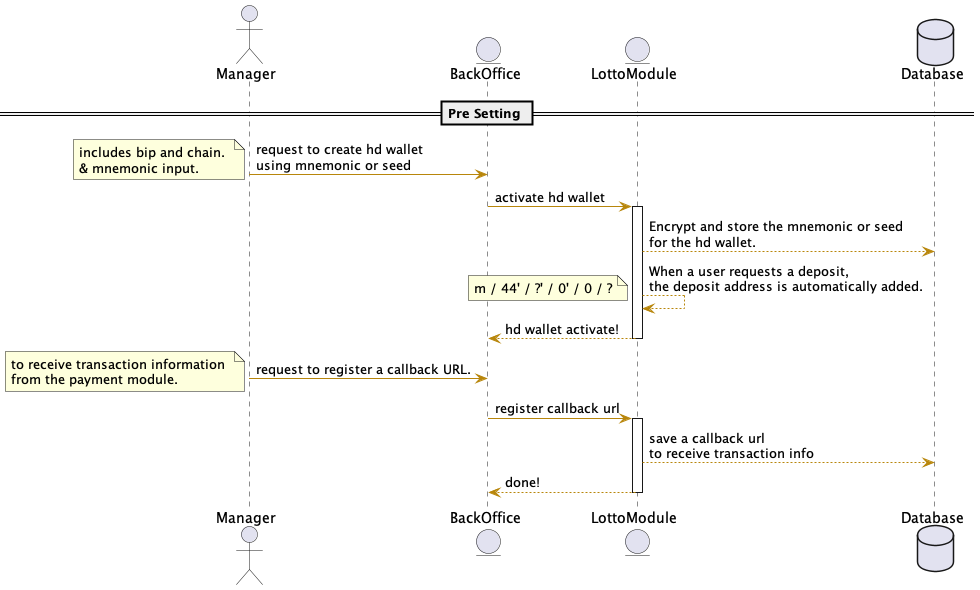 Manager
BackOffice
LottoModule
Database
Pre Setting
includes bip and chain.
& mnemonic input.
request to create hd wallet
using mnemonic or seed
activate hd wallet
Encrypt and store the mnemonic or seed
for the hd wallet.
m / 44' / ?' / 0' / 0 / ?
When a user requests a deposit,
the deposit address is automatically added.
hd wallet activate!
to receive transaction information
from the payment module.
request to register a callback URL.
register callback url
save a callback url
to receive transaction info
done!
Manager
BackOffice
LottoModule
Database